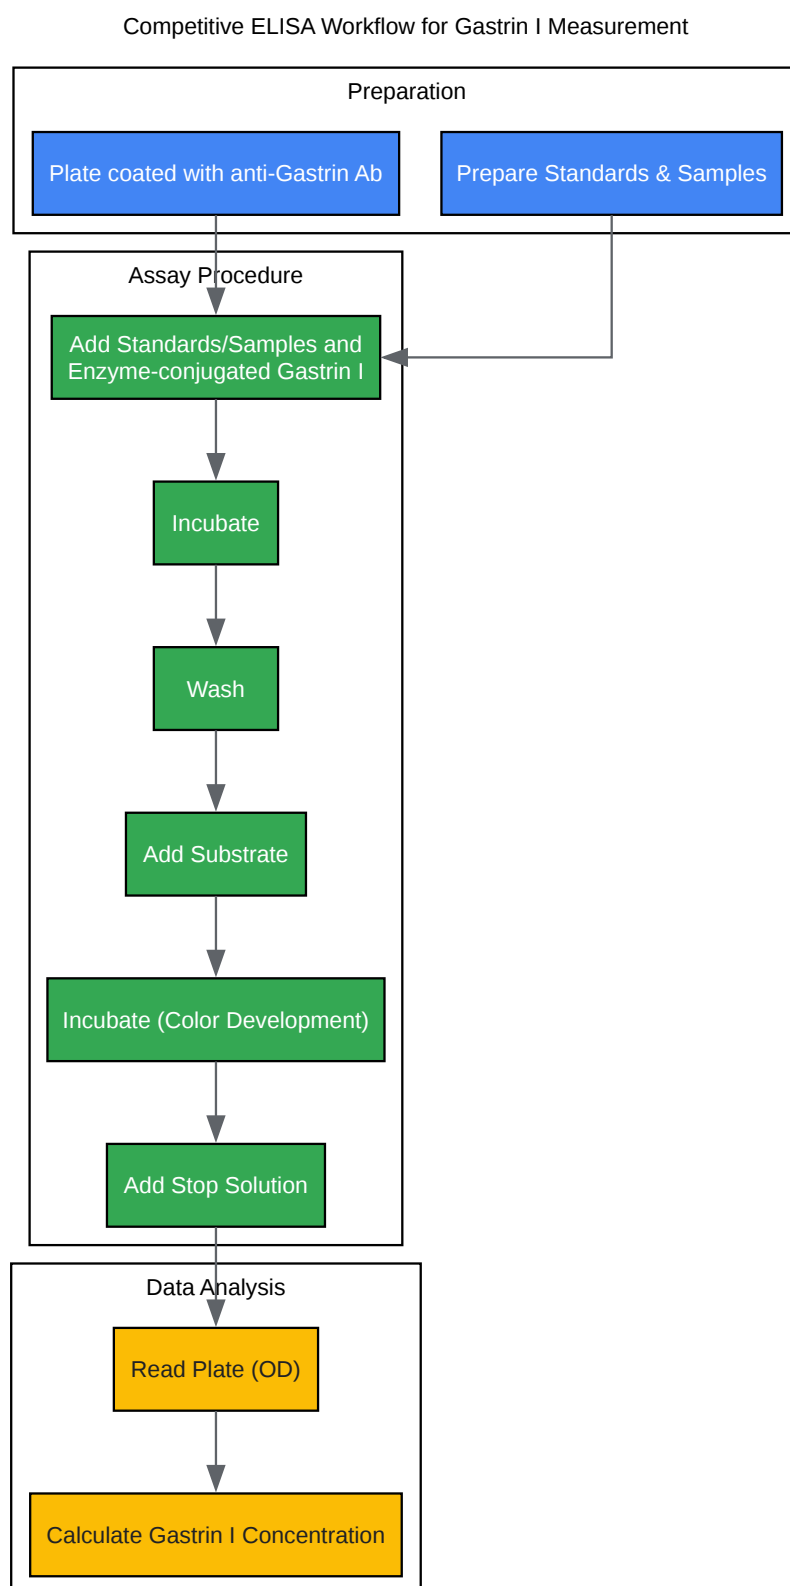 Competitive ELISA Workflow for Gastrin I Measurement
Preparation
Plate coated with anti-Gastrin Ab
Prepare Standards & Samples
Assay Procedure
Add Standards/Samples and
Enzyme-conjugated Gastrin I
Incubate
Wash
Add Substrate
Incubate (Color Development)
Add Stop Solution
Data Analysis
Read Plate (OD)
Calculate Gastrin I Concentration